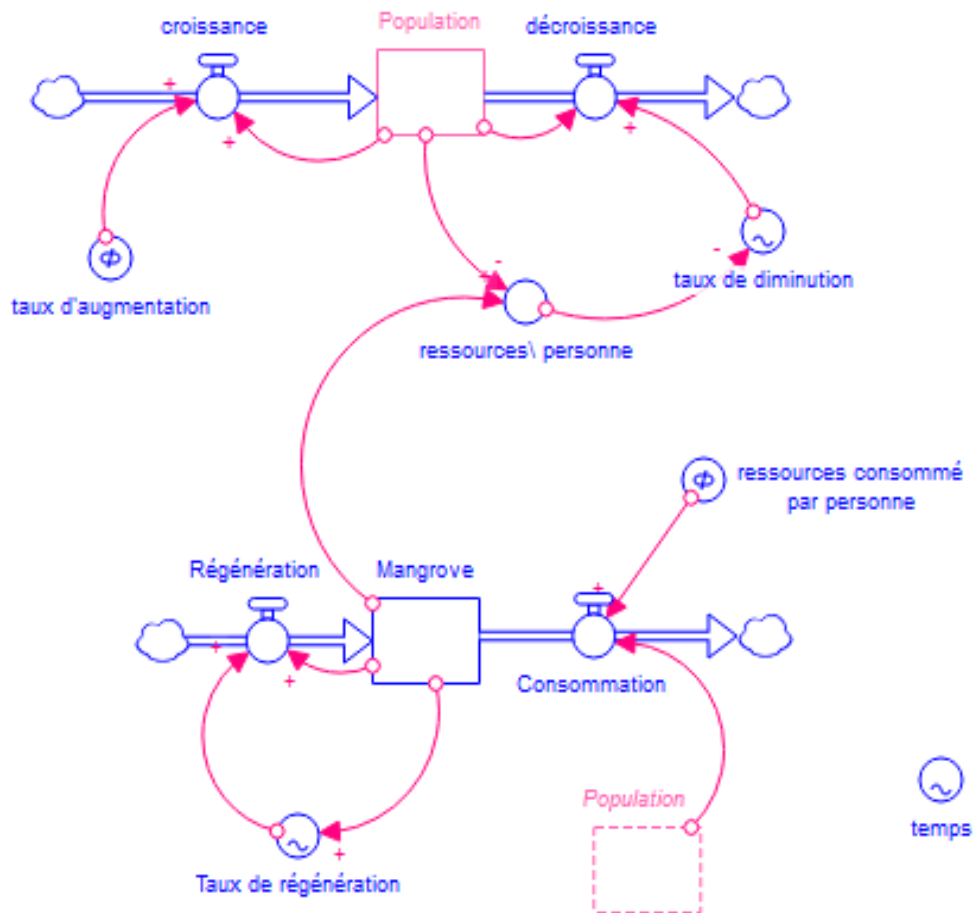 croissance
Population
décroissance
+
+
+
-
-
+
taux d'augmentation
taux de diminution
ressources\ personne
ressources consommé
par personne
Régénération
Mangrove
+
+
+
Consommation
Population
+
temps
Taux de régénération